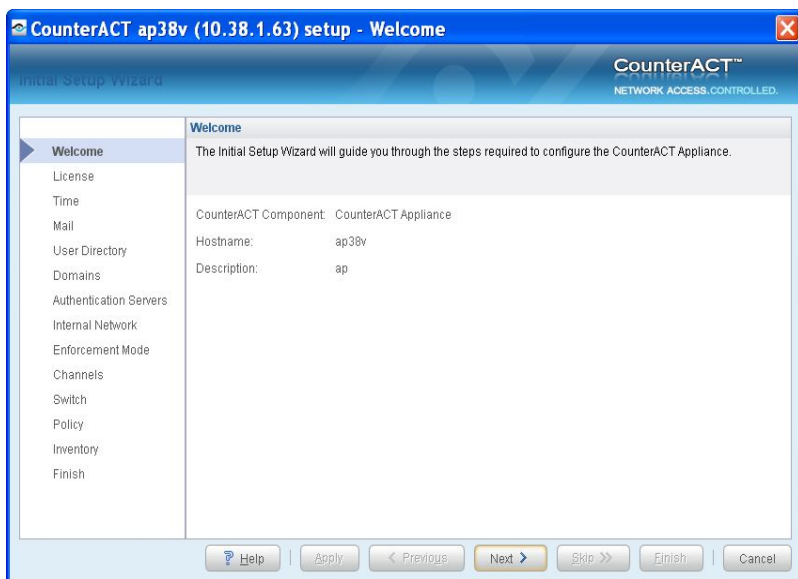 CounterACT ap38v (10.38.1.63) setup - Welcome
Initial Setup Wizard
CounterACT™
NETWORK ACCESS.CONTROLLED.
Welcome
License
Time
Mail
User Directory
Domains
Authentication Servers
Internal Network
Enforcement Mode
Channels
Switch
Policy
Inventory
Finish
Welcome
The Initial Setup Wizard will guide you through the steps required to configure the CounterACT Appliance.
CounterACT Component: CounterACT Appliance
Hostname: ap38v
Description: ap
? Help Apply < Previous Next > Skip >> Finish Cancel